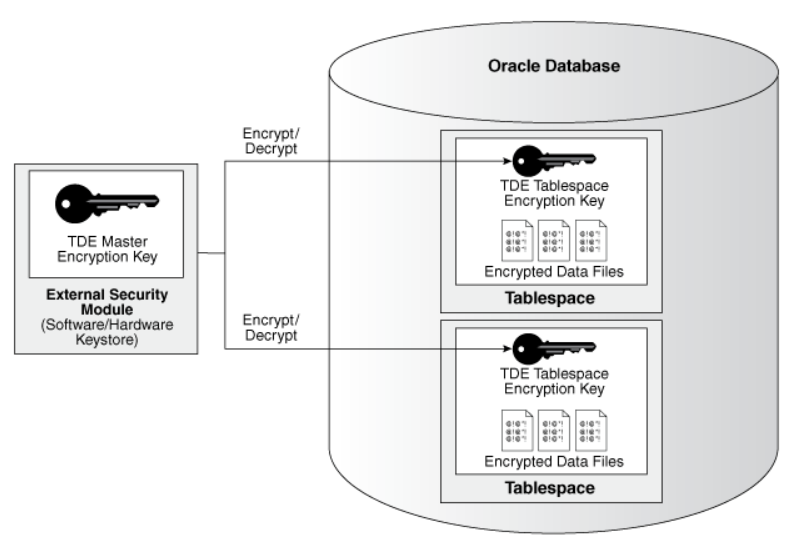 Oracle Database
Encrypt/
Decrypt
TDE Master
Encryption Key
External Security
Module
(Software/Hardware
Keystore)
TDE Tablespace
Encryption Key
@!@*! @!@*! @!@*!
@!@*! @!@*! @!@*!
@!@*! @!@*! @!@*!
Encrypted Data Files
Tablespace
Encrypt/
Decrypt
TDE Tablespace
Encryption Key
@!@*! @!@*! @!@*!
@!@*! @!@*! @!@*!
@!@*! @!@*! @!@*!
Encrypted Data Files
Tablespace